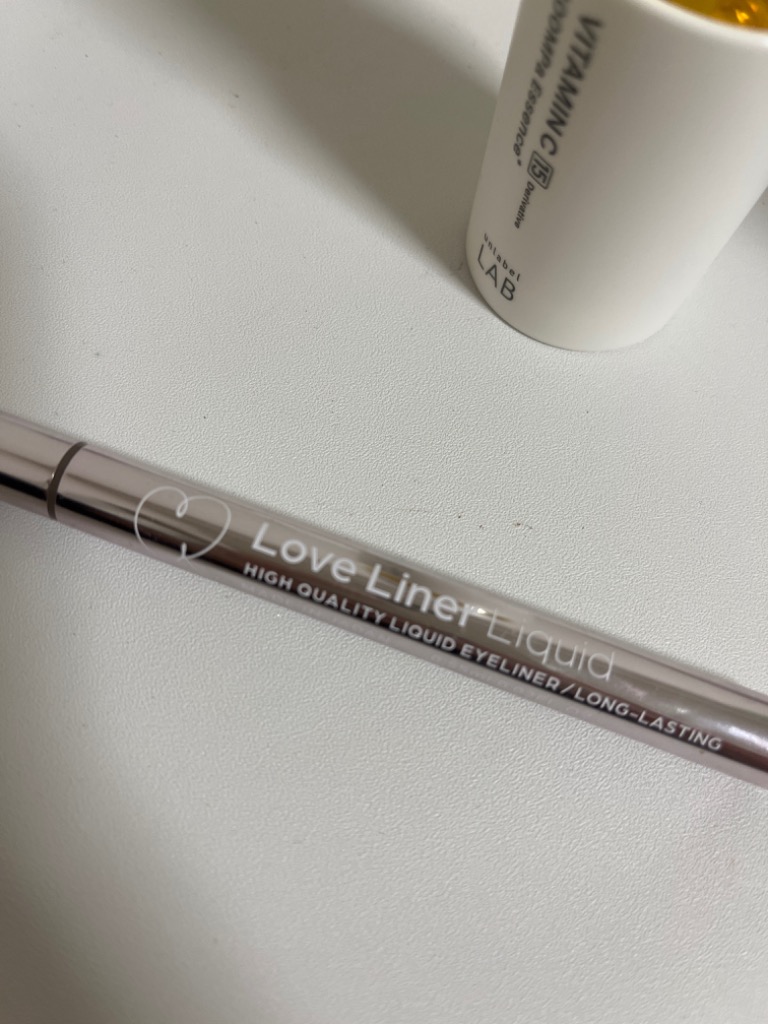 VITAMIN C 15 Derivative
Essence*
unlabel
LAB
Love Liner Liquid
HIGH QUALITY LIQUID EYELINER/LONG-LASTING